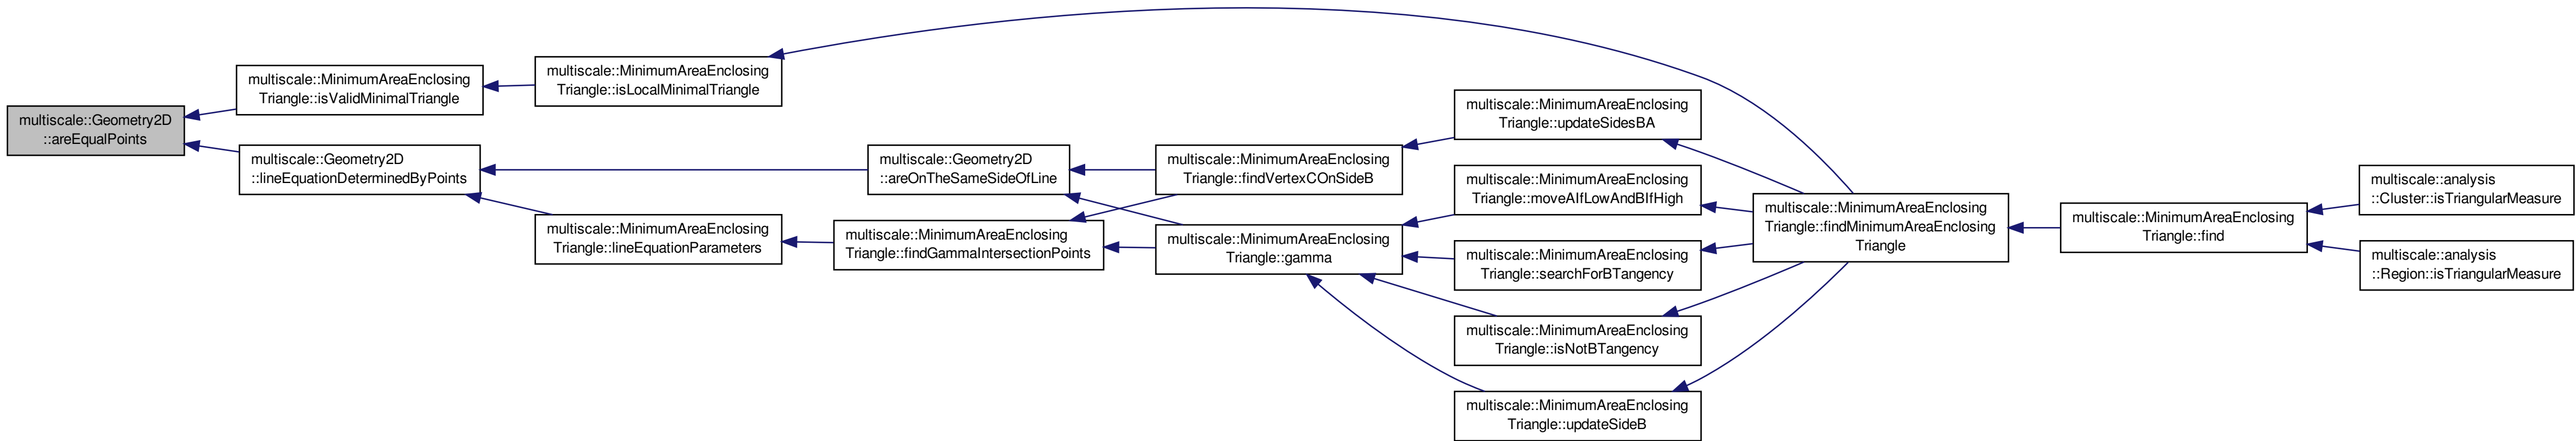 multiscale::Geometry2D
::areEqualPoints
multiscale::MinimumAreaEnclosing
Triangle::isValidMinimalTriangle
multiscale::MinimumAreaEnclosing
Triangle::isLocalMinimalTriangle
multiscale::Geometry2D
::lineEquationDeterminedByPoints
multiscale::MinimumAreaEnclosing
Triangle::lineEquationParameters
multiscale::Geometry2D
::areOnTheSameSideOfLine
multiscale::MinimumAreaEnclosing
Triangle::findGammaIntersectionPoints
multiscale::MinimumAreaEnclosing
Triangle::findVertexCOnSideB
multiscale::MinimumAreaEnclosing
Triangle::gamma
multiscale::MinimumAreaEnclosing
Triangle::updateSidesBA
multiscale::MinimumAreaEnclosing
Triangle::moveAIfLowAndBIfHigh
multiscale::MinimumAreaEnclosing
Triangle::searchForBTangency
multiscale::MinimumAreaEnclosing
Triangle::isNotBTangency
multiscale::MinimumAreaEnclosing
Triangle::updateSideB
multiscale::MinimumAreaEnclosing
Triangle::findMinimumAreaEnclosing
Triangle
multiscale::MinimumAreaEnclosing
Triangle::find
multiscale::analysis
::Cluster::isTriangularMeasure
multiscale::analysis
::Region::isTriangularMeasure